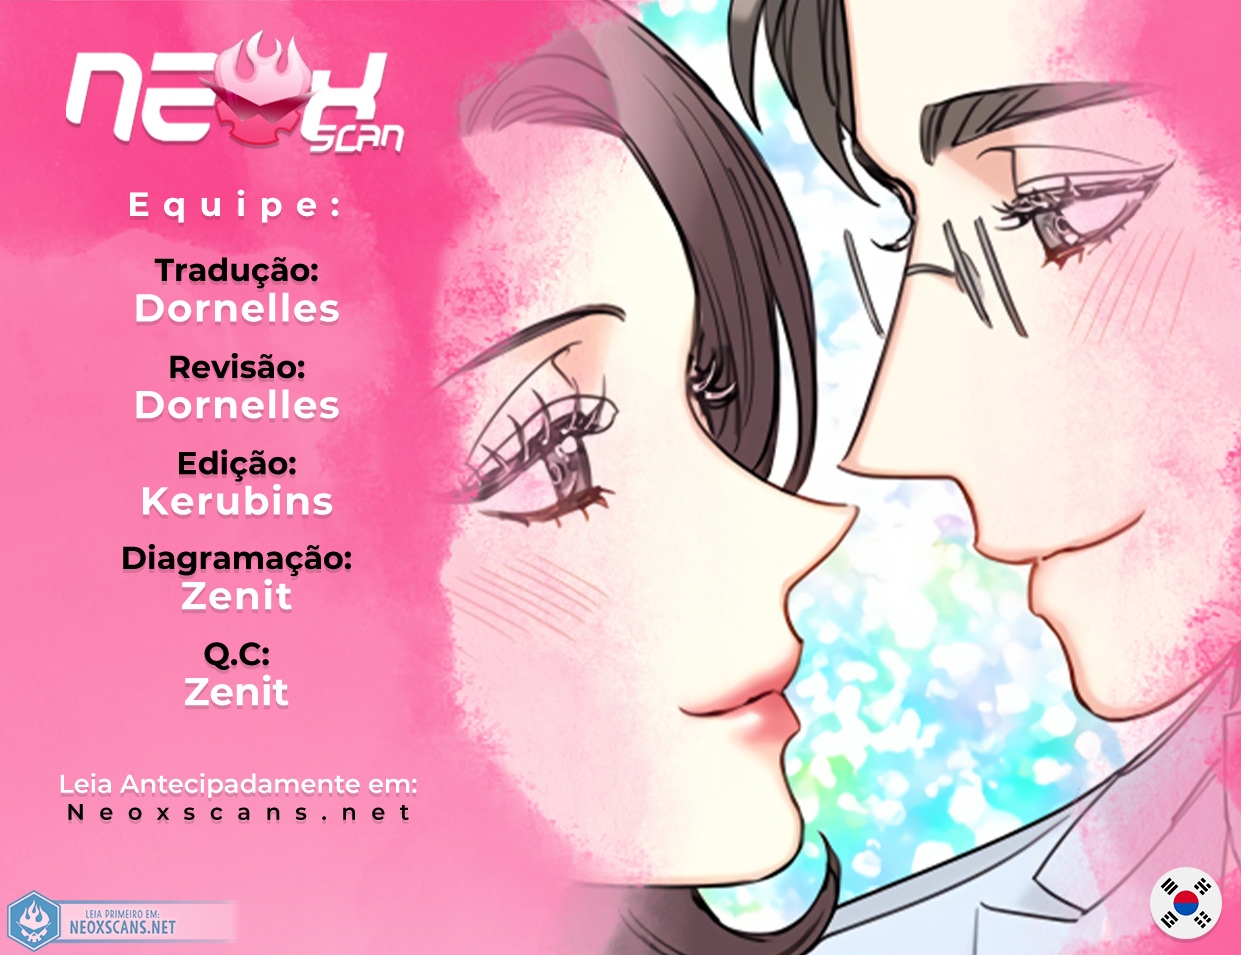 NEOX
SCAN
Equipe:
Tradução:
Dornelles
Revisão:
Dornelles
Edição:
Kerubins
Diagramação:
Zenit
Q.C:
Zenit
Leia Antecipadamente em:
Neoxscans.net
LEIA PRIMEIRO EM:
NEOXSCANS.NET